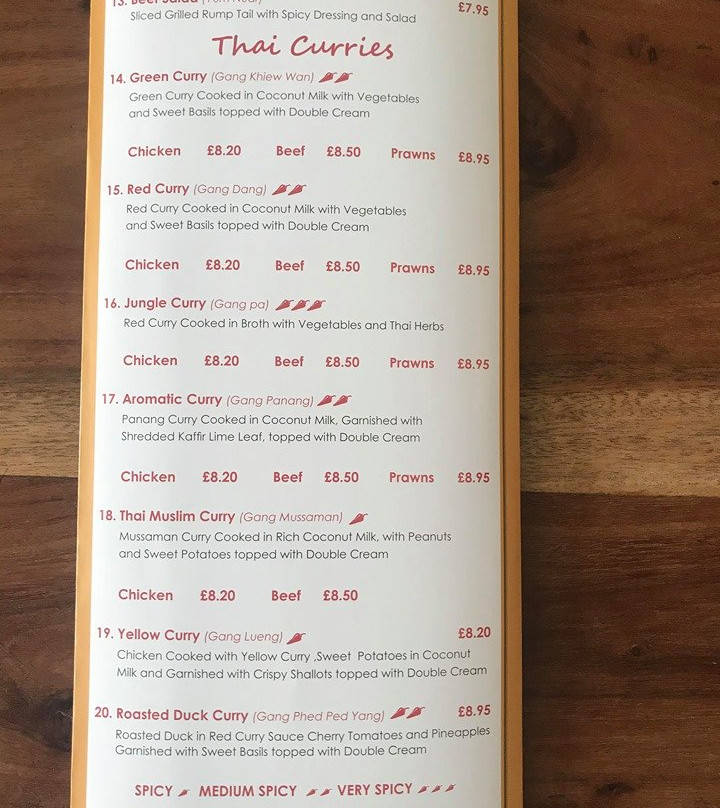 13. Beef Salad
£7.95
Sliced Grilled Rump Tail with Spicy Dressing and Salad
Thai Curries
14. Green Curry (Gang Khiew Wan)
Green Curry Cooked in Coconut Milk with Vegetables
and Sweet Basils topped with Double Cream
Chicken £8.20 Beef £8.50 Prawns £8.95
15. Red Curry (Gang Dang)
Red Curry Cooked in Coconut Milk with Vegetables
and Sweet Basils topped with Double Cream
Chicken £8.20 Beef £8.50 Prawns £8.95
16. Jungle Curry (Gang pa)
Red Curry Cooked in Broth with Vegetables and Thai Herbs
Chicken £8.20 Beef £8.50 Prawns £8.95
17. Aromatic Curry (Gang Panang)
Panang Curry Cooked in Coconut Milk, Garnished with
Shredded Kaffir Lime Leaf, topped with Double Cream
Chicken £8.20 Beef £8.50 Prawns £8.95
18. Thai Muslim Curry (Gang Mussaman)
Mussaman Curry Cooked in Rich Coconut Milk, with Peanuts
and Sweet Potatoes topped with Double Cream
Chicken £8.20 Beef £8.50
19. Yellow Curry (Gang Lueng) £8.20
Chicken Cooked with Yellow Curry ,Sweet Potatoes in Coconut
Milk and Garnished with Crispy Shallots topped with Double Cream
20. Roasted Duck Curry (Gang Phed Ped Yang) £8.95
Roasted Duck in Red Curry Sauce Cherry Tomatoes and Pineapples
Garnished with Sweet Basils topped with Double Cream
SPICY MEDIUM SPICY VERY SPICY